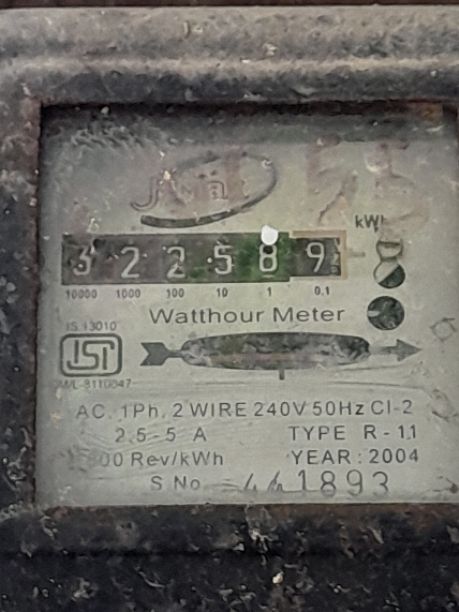 kWh
3 2 2 5 8 9
10000 1000 100 10 1 0.1
Watthour Meter
IS 13010
ISI
AC. 1Ph. 2 WIRE 240V 50Hz Cl-2
2.5-5 A TYPE R-1.1
Rev/kWh YEAR : 2004
S No 1893